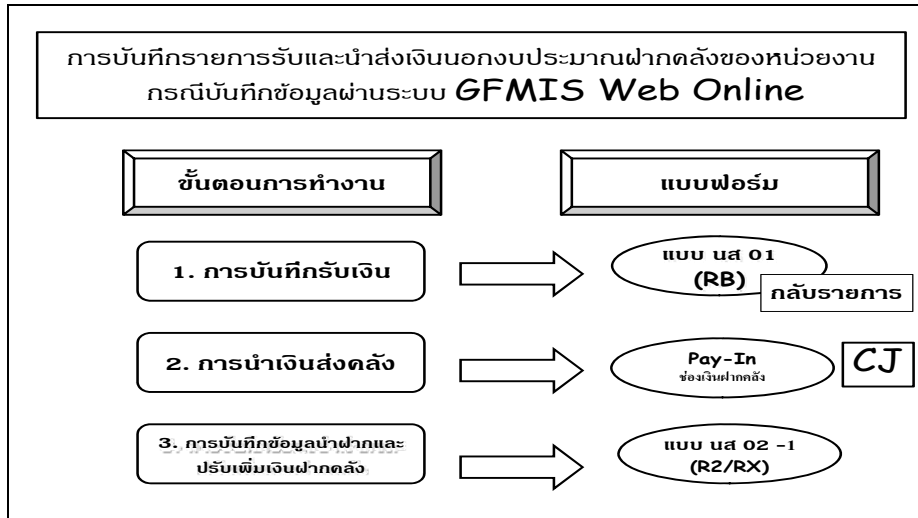 การบันทึกรายการรับและนำส่งเงินนอกงบประมาณฝากคลังของหน่วยงาน
กรณีบันทึกข้อมูลผ่านระบบ GFMIS Web Online
ขั้นตอนการทำงาน
แบบฟอร์ม
1. การบันทึกรับเงิน
แบบ นส 01
(RB)
กลับรายการ
2. การนำเงินส่งคลัง
Pay-In
ช่องเงินฝากคลัง
CJ
3. การบันทึกข้อมูลนำฝากและ
ปรับเพิ่มเงินฝากคลัง
แบบ นส 02 -1
(R2/RX)